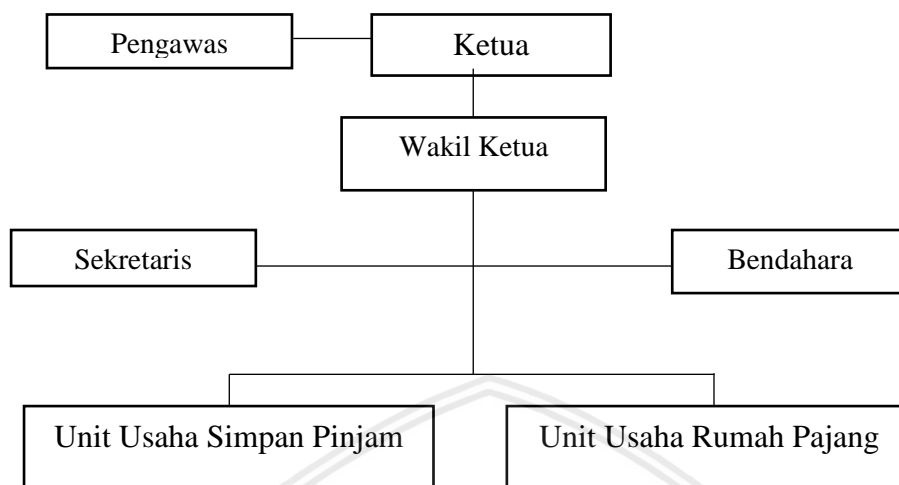 Pengawas
Ketua
Wakil Ketua
Sekretaris
Bendahara
Unit Usaha Simpan Pinjam
Unit Usaha Rumah Pajang